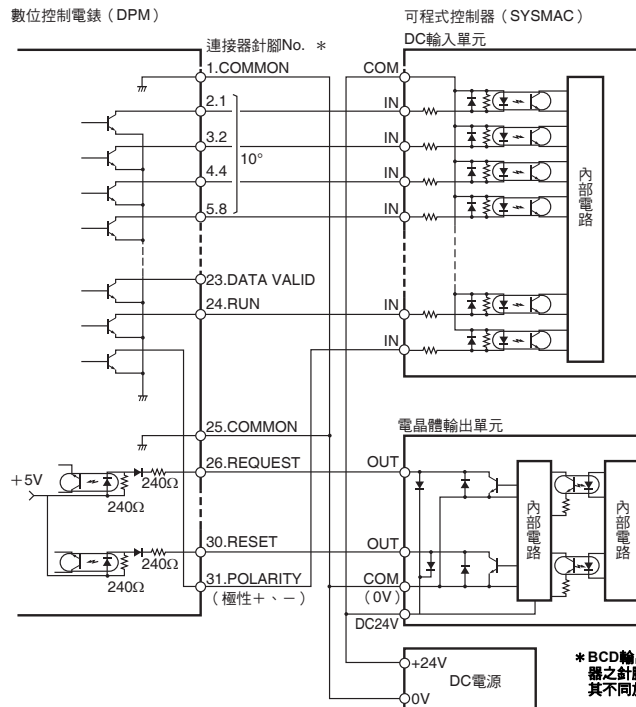 數位控制電錶（DPM）
可程式控制器（SYSMAC）
連接器針腳No. *
DC輸入單元
1.COMMON
COM
2.1
IN
3.2
IN
10°
4.4
IN
5.8
IN
內部電路
23.DATA VALID
24.RUN
IN
IN
25.COMMON
電晶體輸出單元
26.REQUEST
OUT
+5V
240Ω
240Ω
內部電路
內部電路
30.RESET
OUT
240Ω
240Ω
31.POLARITY
（極性＋、－）
COM
（0V）
DC24V
+24V
DC電源
0V
*BCD輸
器之針
其不同